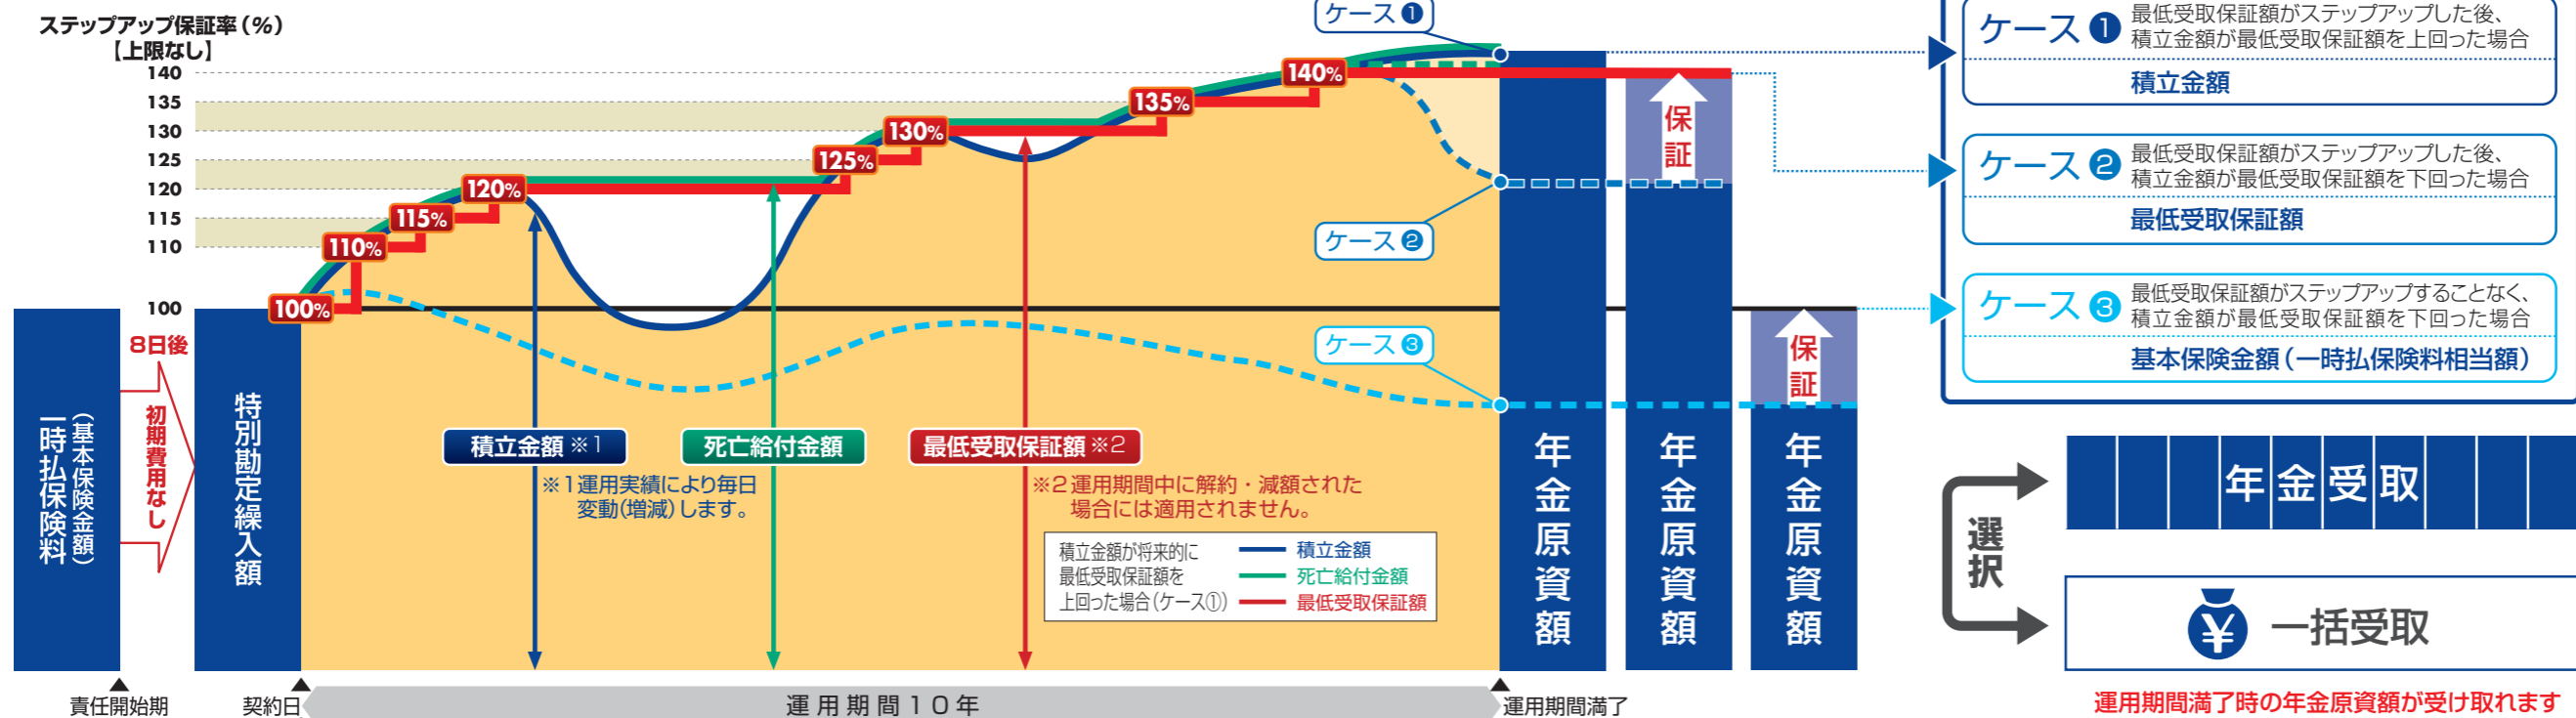 ステップアップ保証率(%)
【上限なし】
140
135
130
125
120
115
110
100
100%
110%
115%
120%
125%
130%
135%
140%
ケース❶
ケース❷
ケース❸
一時払保険料
(基本保険金額)
8日後
初期費用なし
特別勘定繰入額
積立金額※1
※1運用実績により毎日
変動(増減)します。
死亡給付金額
最低受取保証額※2
※2運用期間中に解約・減額された
場合には適用されません。
積立金額が将来的に
最低受取保証額を
上回った場合(ケース①)
積立金額
死亡給付金額
最低受取保証額
保証
保証
年金原資額
年金原資額
年金原資額
責任開始期
契約日
運用期間10年
運用期間満了
ケース❶
最低受取保証額がステップアップした後、
積立金額が最低受取保証額を上回った場合
積立金額
ケース❷
最低受取保証額がステップアップした後、
積立金額が最低受取保証額を下回った場合
最低受取保証額
ケース❸
最低受取保証額がステップアップすることなく、
積立金額が最低受取保証額を下回った場合
基本保険金額(一時払保険料相当額)
選択
年金受取
¥
一括受取
運用期間満了時の年金原資額が受け取れます